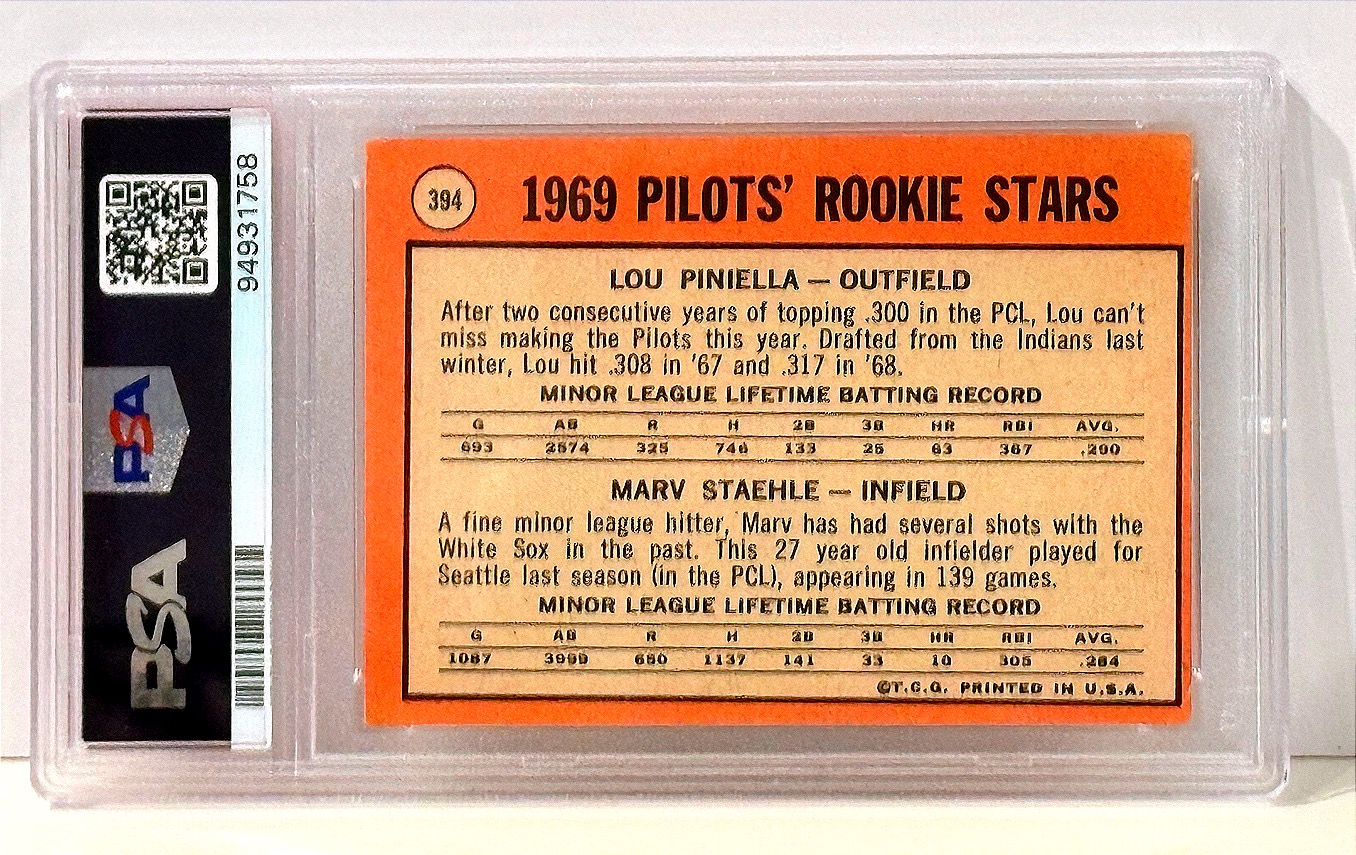 94931758
PSA
PSA
394
1969 PILOTS' ROOKIE STARS
LOU PINIELLA — OUTFIELD
After two consecutive years of topping .300 in the PCL, Lou can't
miss making the Pilots this year. Drafted from the Indians last
winter, Lou hit .308 in '67 and .317 in '68.
MINOR LEAGUE LIFETIME BATTING RECORD
G AB R H 2B 3B HR RBI AVG.
693 2574 325 746 133 25 63 367 .290
MARV STAEHLE — INFIELD
A fine minor league hitter, Marv has had several shots with the
White Sox in the past. This 27 year old infielder played for
Seattle last season (in the PCL), appearing in 139 games.
MINOR LEAGUE LIFETIME BATTING RECORD
G AB R H 2B 3B HR RBI AVG.
1087 3999 680 1137 141 33 10 305 .284
©T.C.G. PRINTED IN U.S.A.